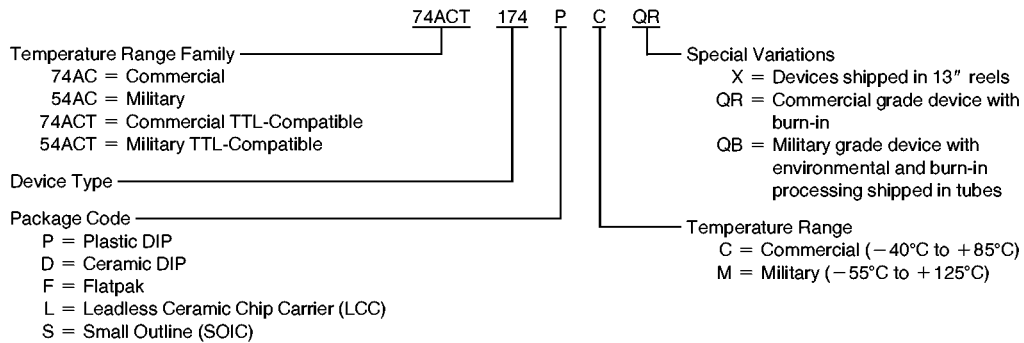 74ACT 174 P C QR
Temperature Range Family
74AC = Commercial
54AC = Military
74ACT = Commercial TTL-Compatible
54ACT = Military TTL-Compatible
Device Type
Package Code
P = Plastic DIP
D = Ceramic DIP
F = Flatpak
L = Leadless Ceramic Chip Carrier (LCC)
S = Small Outline (SOIC)
Special Variations
X = Devices shipped in 13″ reels
QR = Commercial grade device with
burn-in
QB = Military grade device with
environmental and burn-in
processing shipped in tubes
Temperature Range
C = Commercial (−40°C to +85°C)
M = Military (−55°C to +125°C)